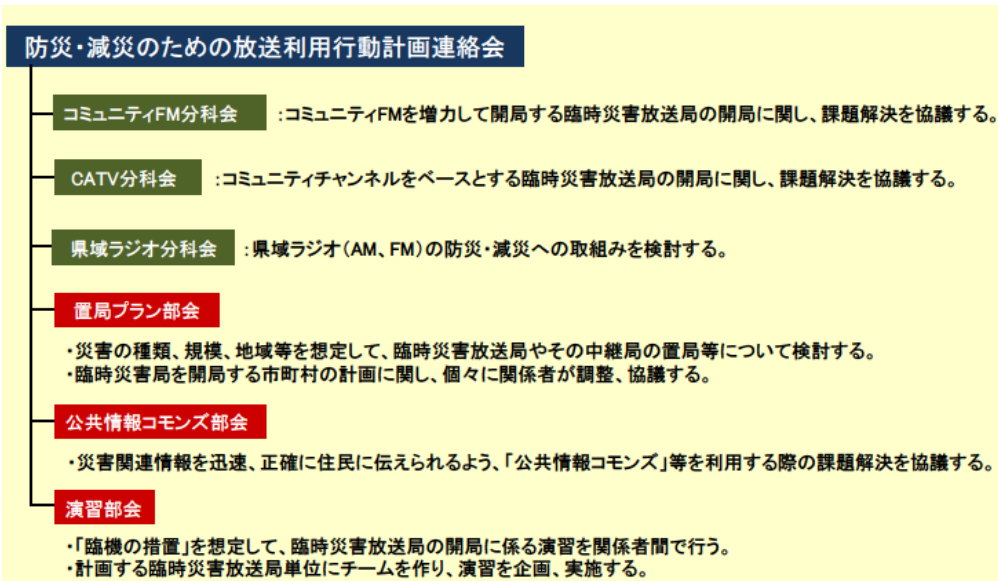 防災・減災のための放送利用行動計画連絡会
コミュニティFM分科会 :コミュニティFMを増力して開局する臨時災害放送局の開局に関し、課題解決を協議する。
CATV分科会 :コミュニティチャンネルをベースとする臨時災害放送局の開局に関し、課題解決を協議する。
県域ラジオ分科会 :県域ラジオ(AM、FM)の防災・減災への取組みを検討する。
置局プラン部会
・災害の種類、規模、地域等を想定して、臨時災害放送局やその中継局の置局等について検討する。
・臨時災害局を開局する市町村の計画に関し、個々に関係者が調整、協議する。
公共情報コモンズ部会
・災害関連情報を迅速、正確に住民に伝えられるよう、「公共情報コモンズ」等を利用する際の課題解決を協議する。
演習部会
・「臨機の措置」を想定して、臨時災害放送局の開局に係る演習を関係者間で行う。
・計画する臨時災害放送局単位にチームを作り、演習を企画、実施する。